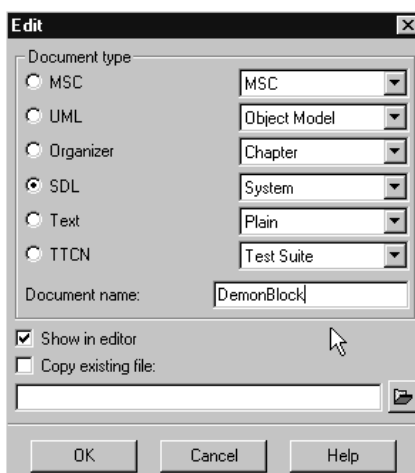 Edit
Document type
MSC MSC
UML Object Model
Organizer Chapter
SDL System
Text Plain
TTCN Test Suite
Document name: DemonBlock
Show in editor
Copy existing file:
OK Cancel Help